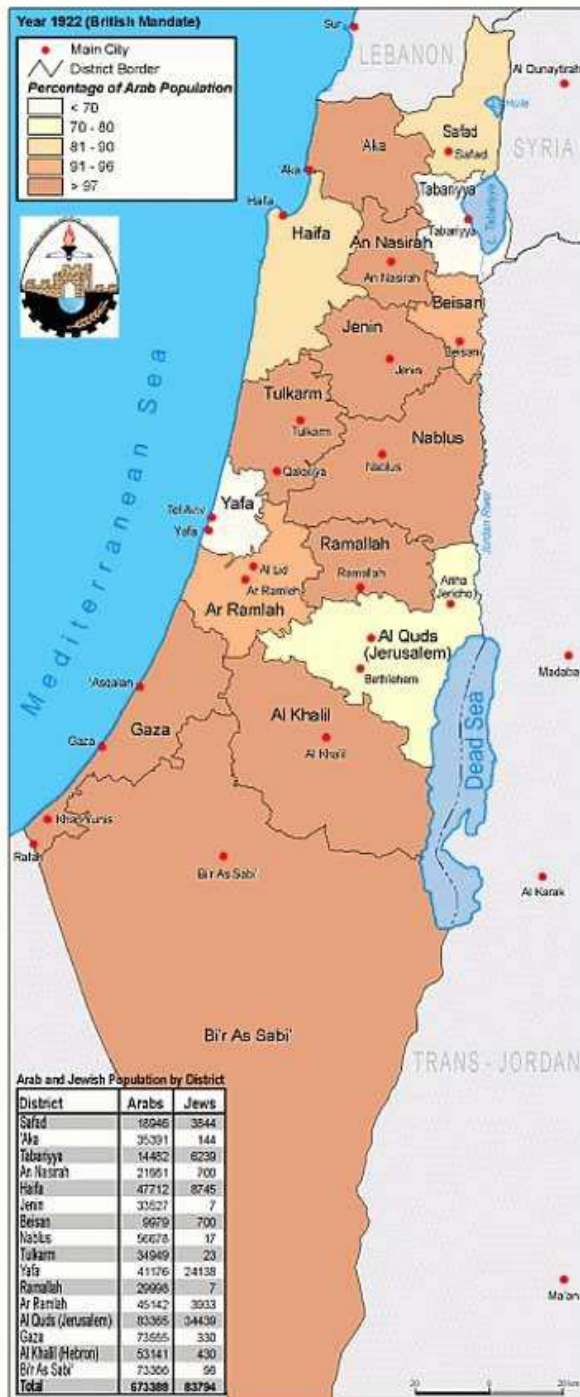 Year 1922 (British Mandate)
Main City
District Border
Percentage of Arab Population
< 70
70 - 80
81 - 90
91 - 96
> 97
Sur
LEBANON
Al Qunaytirah
Hule
SYRIA
Safad
Safad
Aka
Aka
Tabariyya
Tabariyya
L. Tabariyya
Haifa
Haifa
An Nasirah
An Nasirah
Beisan
Beisan
Jenin
Jenin
Mediterranean Sea
Tulkarm
Tulkarm
Nablus
Nablus
Qalqiliya
Yafa
Tel Aviv
Yafa
Jordan River
Ramallah
Ramallah
Al Lid
Ar Ramleh
Ar Ramlah
Ariha
(Jericho)
Al Quds
(Jerusalem)
Bethlehem
Madaba
'Asqalan
Gaza
Gaza
Al Khalil
Al Khalil
Dead Sea
Khan Yunis
Rafah
Bi'r As Sabi'
Al Karak
Bi'r As Sabi'
TRANS - JORDAN
Ma'an
Arab and Jewish Population by District
District Arabs Jews
Safad 18946 3844
'Aka 35391 144
Tabariyya 14482 6239
An Nasirah 700
Haifa 47712 8745
Jenin 33527 7
Beisan 9979 700
Nablus 56678 17
Tulkarm 34949 23
Yafa 41176 24138
Ramallah 29998 7
Ar Ramlah 45142 3933
Al Quds (Jerusalem) 34439
Gaza 330
Al Khalil (Hebron) 53141 430
Bi'r As Sabi'
Total 673388 83794
10 0 20 km